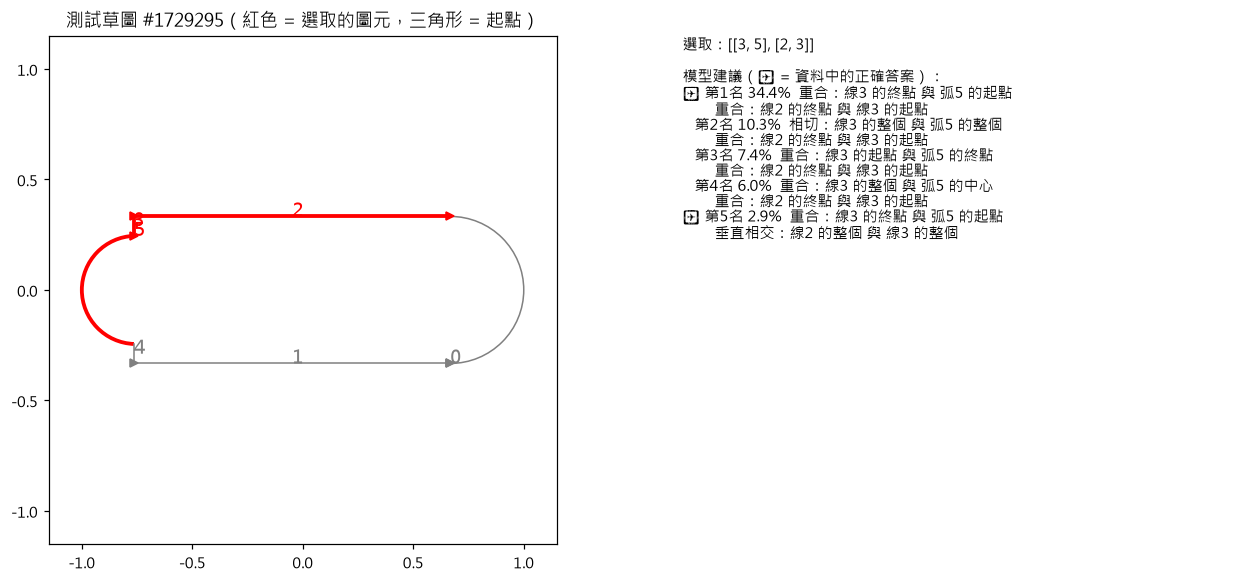 測試草圖 #1729295（紅色 = 選取的圖元，三角形 = 起點）
選取：[[3, 5], [2, 3]]
模型建議（✈ = 資料中的正確答案）：
✈ 第1名 34.4% 重合：線3 的終點 與 弧5 的起點
重合：線2 的終點 與 線3 的起點
第2名 10.3% 相切：線3 的整個 與 弧5 的整個
重合：線2 的終點 與 線3 的起點
第3名 7.4% 重合：線3 的起點 與 弧5 的終點
重合：線2 的終點 與 線3 的起點
第4名 6.0% 重合：線3 的整個 與 弧5 的中心
重合：線2 的終點 與 線3 的起點
✈ 第5名 2.9% 重合：線3 的終點 與 弧5 的起點
垂直相交：線2 的整個 與 線3 的整個
1.0
0.5
0.0
-0.5
-1.0
2
5
4
1
0
-1.0 -0.5 0.0 0.5 1.0